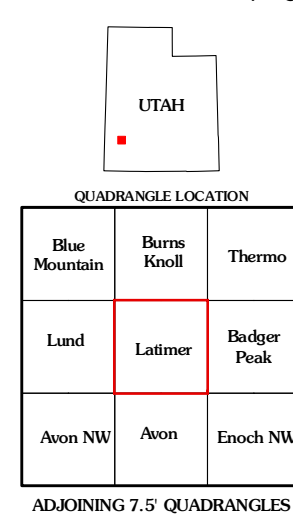 UTAH
QUADRANGLE LOCATION
Blue Mountain
Burns Knoll
Thermo
Lund
Latimer
Badger Peak
Avon NW
Avon
Enoch NW
ADJOINING 7.5' QUADRANGLES